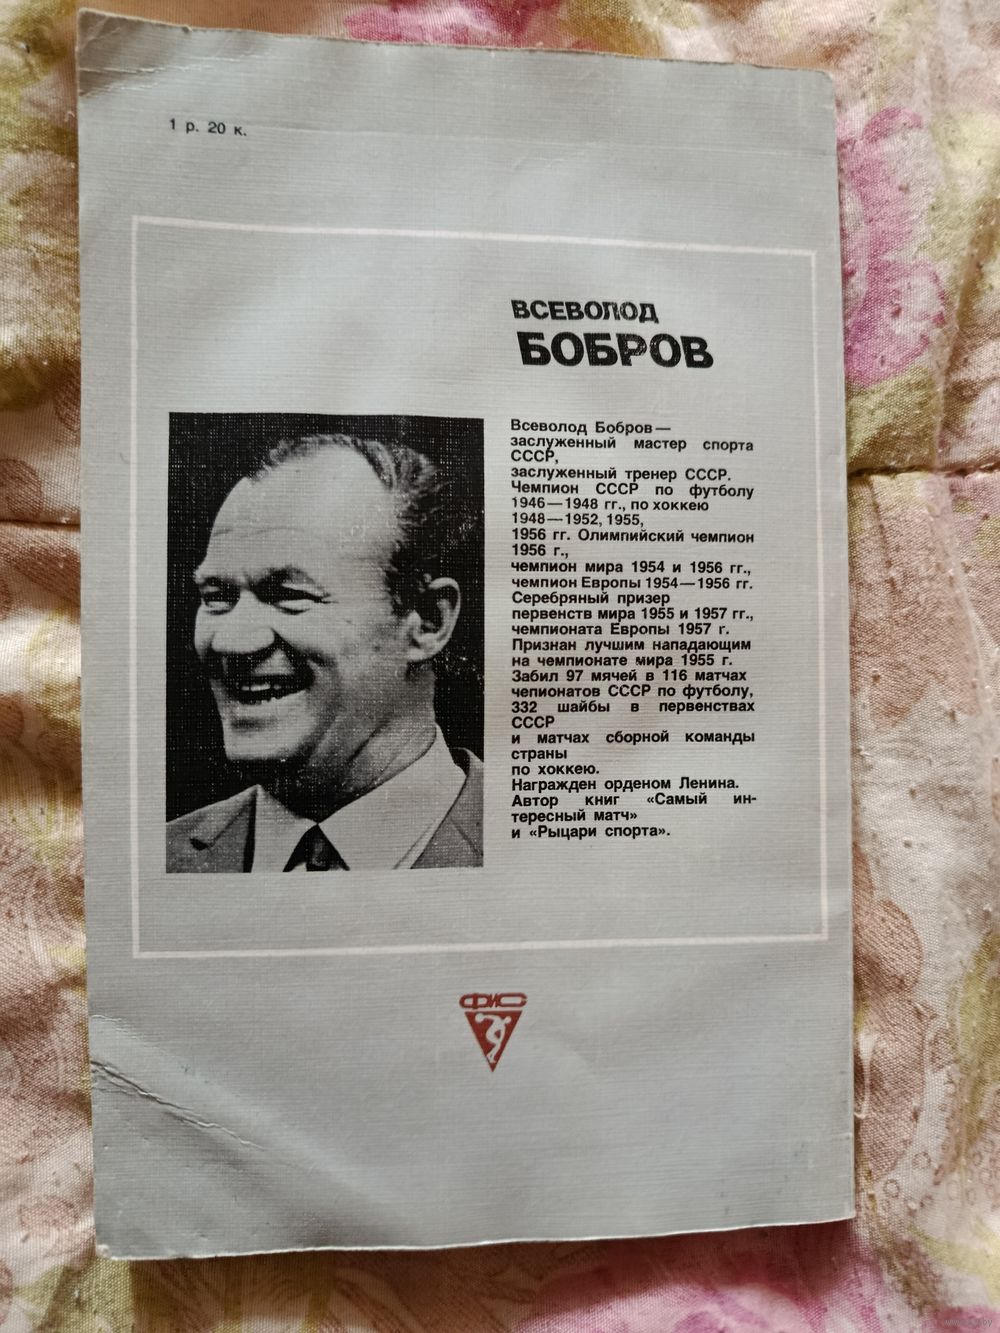 1 р. 20 к.
ВСЕВОЛОД
БОБРОВ
Всеволод Бобров —
заслуженный мастер спорта
СССР,
заслуженный тренер СССР.
Чемпион СССР по футболу
1946—1948 гг., по хоккею
1948—1952, 1955,
1956 гг. Олимпийский чемпион
1956 г.,
чемпион мира 1954 и 1956 гг.,
чемпион Европы 1954—1956 гг.
Серебряный призер
первенств мира 1955 и 1957 гг.,
чемпионата Европы 1957 г.
Признан лучшим нападающим
на чемпионате мира 1955 г.
Забил 97 мячей в 116 матчах
чепионатов СССР по футболу,
332 шайбы в первенствах
СССР
и матчах сборной команды
страны
по хоккею.
Награжден орденом Ленина.
Автор книг «Самый ин-
тересный матч»
и «Рыцари спорта».
ФИС